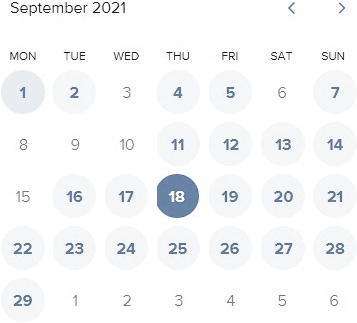 September 2021 < >
MON TUE WED THU FRI SAT SUN
1 2 3 4 5 6 7
8 9 10 11 12 13 14
15 16 17 18 19 20 21
22 23 24 25 26 27 28
29 1 2 3 4 5 6